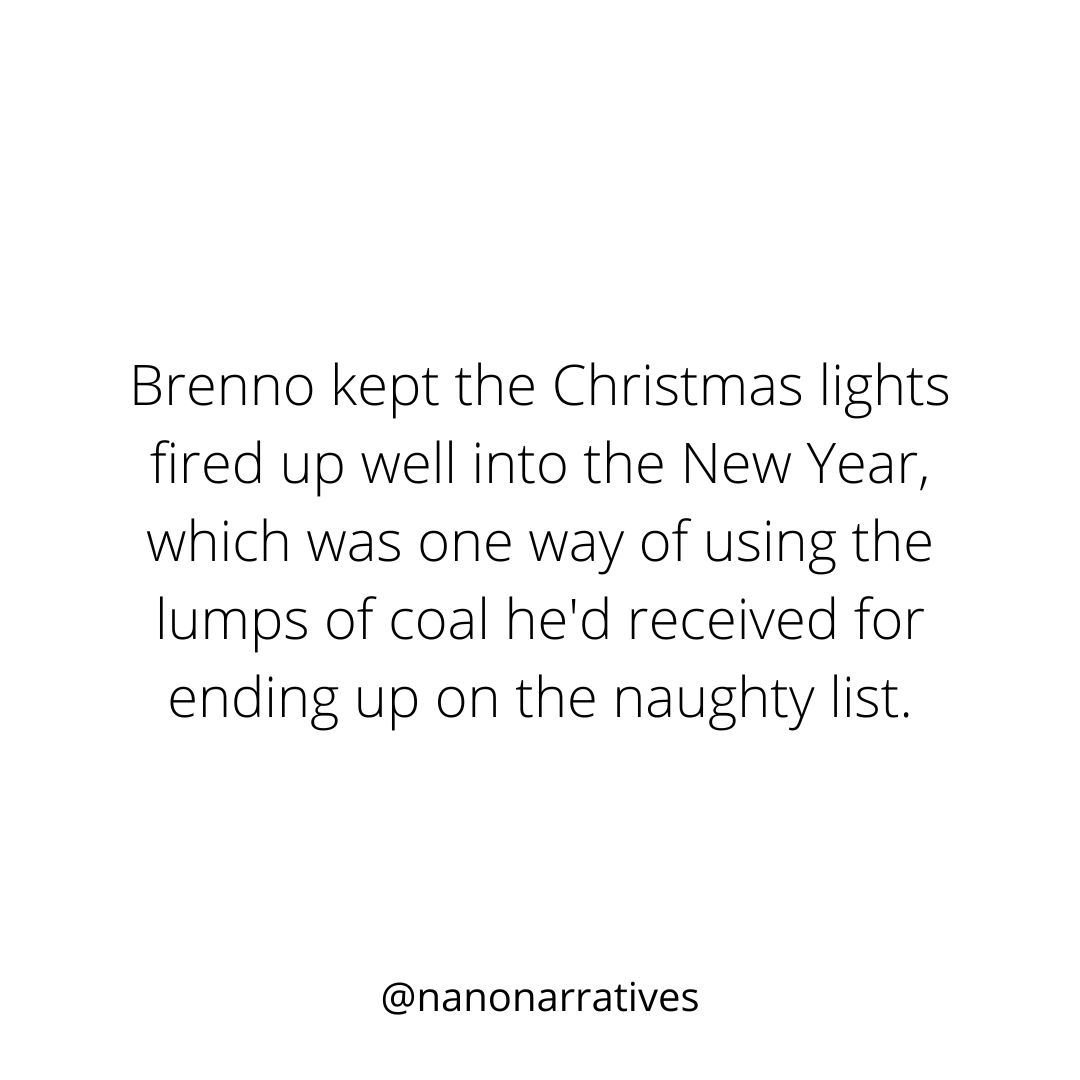 Brenno kept the Christmas lights
fired up well into the New Year,
which was one way of using the
lumps of coal he'd received for
ending up on the naughty list.
@nanonarratives